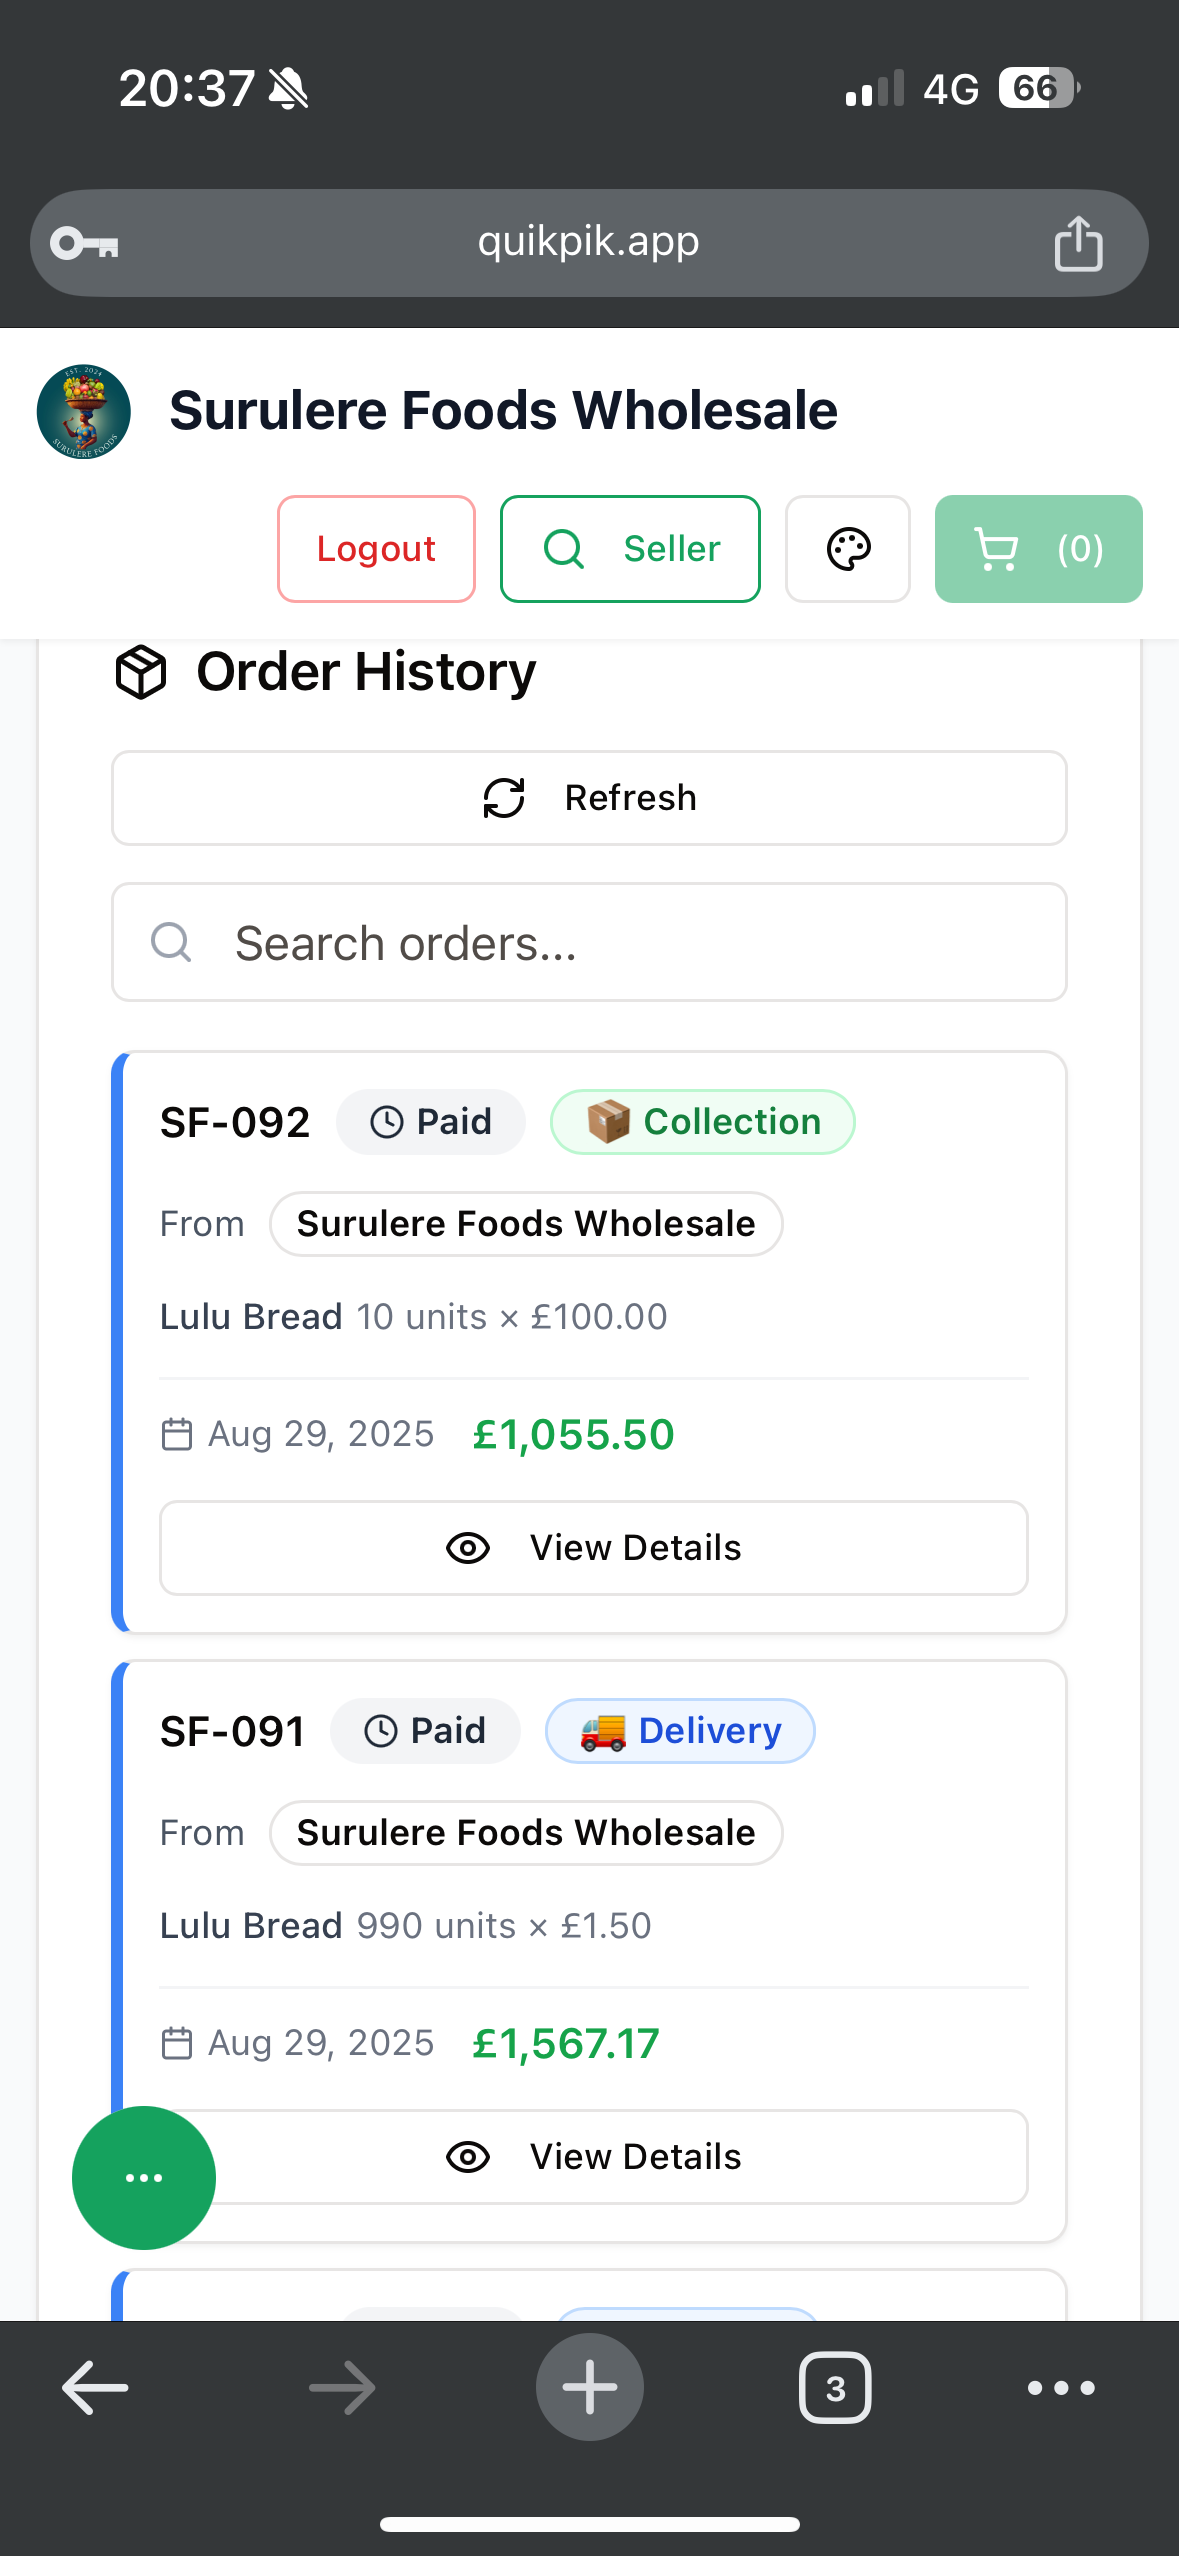 20:37 4G 66
quikpik.app
EST. 2024
SURULERE FOODS
Surulere Foods Wholesale
Logout Seller (0)
Order History
Refresh
Search orders...
SF-092 Paid Collection
From Surulere Foods Wholesale
Lulu Bread 10 units × £100.00
Aug 29, 2025 £1,055.50
View Details
SF-091 Paid Delivery
From Surulere Foods Wholesale
Lulu Bread 990 units × £1.50
Aug 29, 2025 £1,567.17
View Details
3